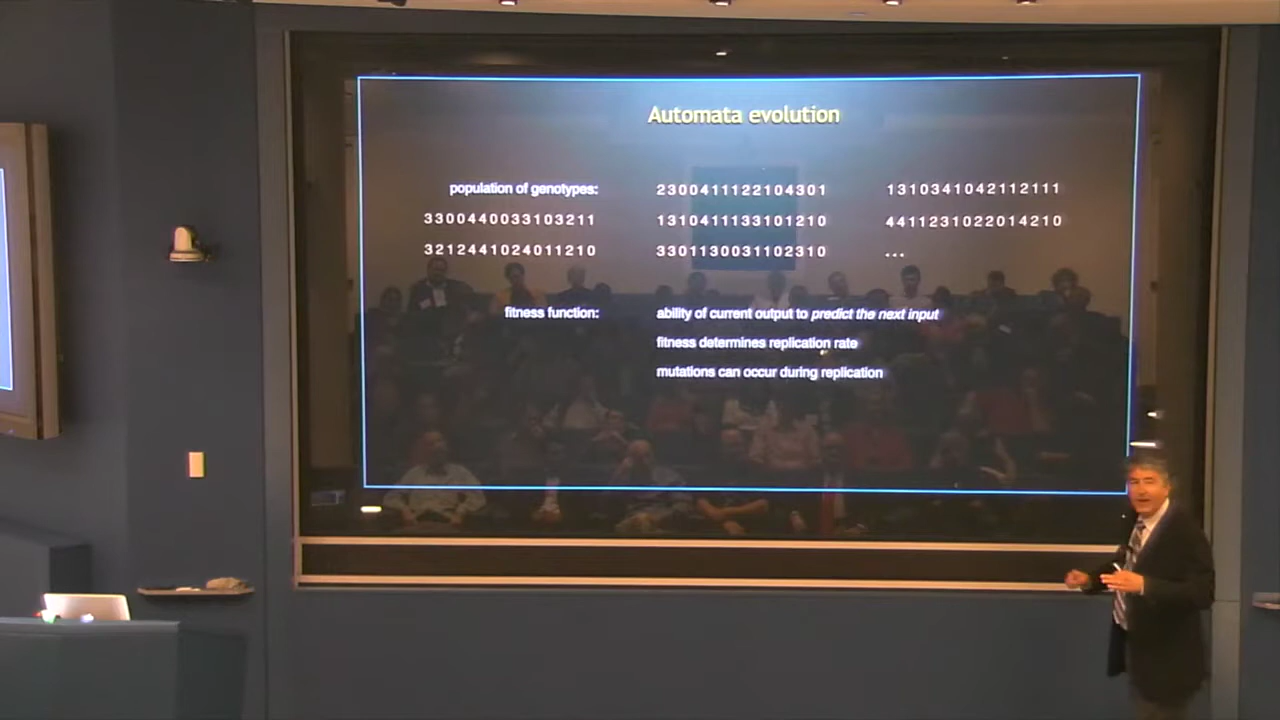 Automata evolution
population of genotypes: 2300411122104301 1310341042112111
3300440033103211 1310411133101210 4411231022014210
3212441024011210 3301130031102310 ...
fitness function: ability of current output to predict the next input
fitness determines replication rate
mutations can occur during replication